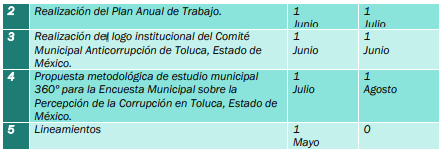 2 Realización del Plan Anual de Trabajo. 1 1
Junio Julio
3 Realización del logo institucional del Comité 1 1
Municipal Anticorrupción de Toluca, Estado de Junio Junio
México.
4 Propuesta metodológica de estudio municipal 1 1
360° para la Encuesta Municipal sobre la Julio Agosto
Percepción de la Corrupción en Toluca, Estado de
México.
5 Lineamientos 1 0
Mayo